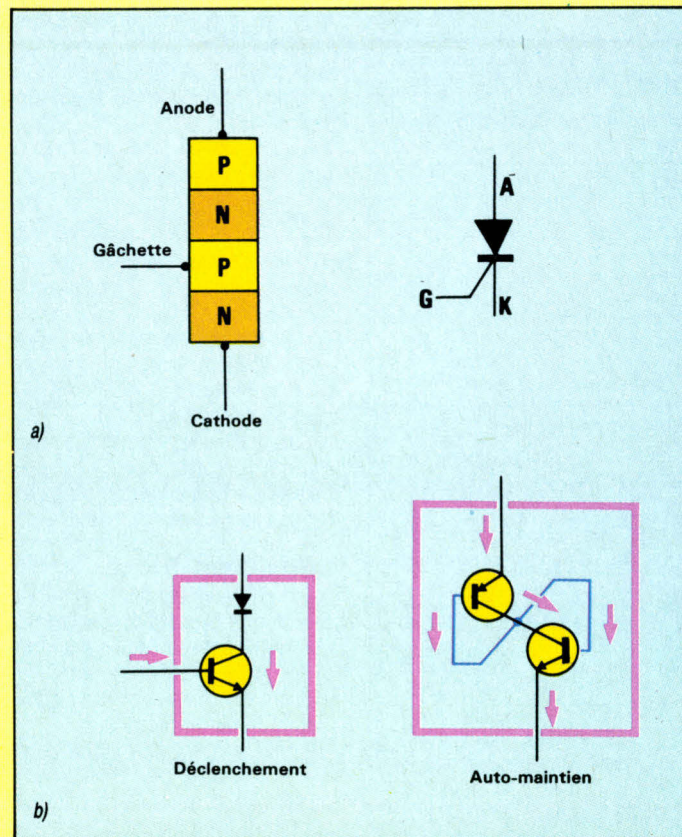 Anode
P
N
Gâchette
P
N
Cathode
A
G
K
a)
Déclenchement
Auto-maintien
b)